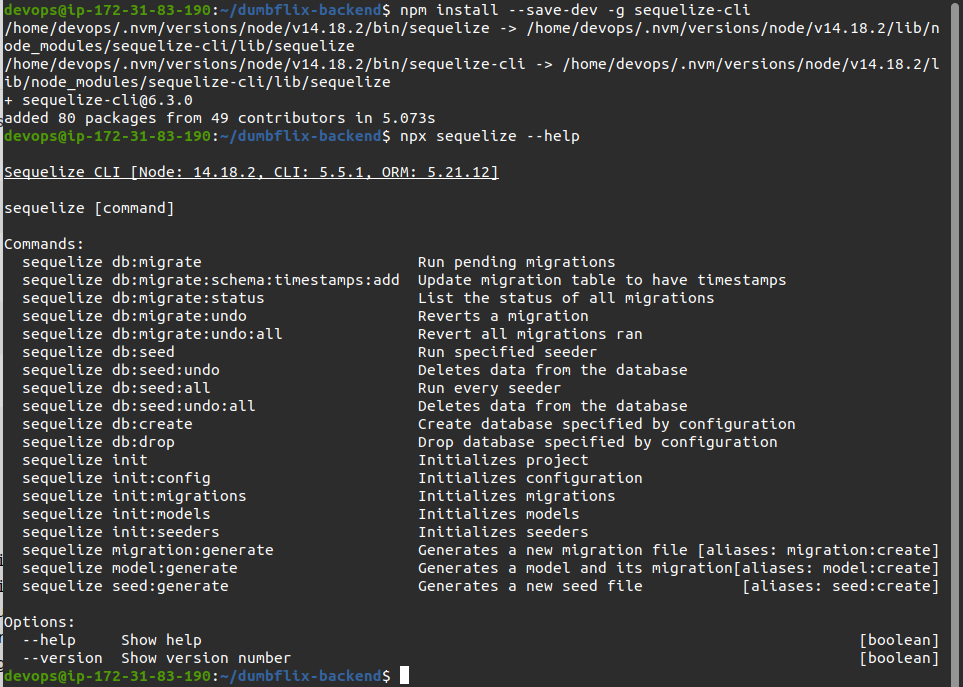 devops@ip-172-31-83-190:~/dumbflix-backend$ npm install --save-dev -g sequelize-cli
/home/devops/.nvm/versions/node/v14.18.2/bin/sequelize -> /home/devops/.nvm/versions/node/v14.18.2/lib/n
ode_modules/sequelize-cli/lib/sequelize
/home/devops/.nvm/versions/node/v14.18.2/bin/sequelize-cli -> /home/devops/.nvm/versions/node/v14.18.2/l
ib/node_modules/sequelize-cli/lib/sequelize
+ sequelize-cli@6.3.0
added 80 packages from 49 contributors in 5.073s
devops@ip-172-31-83-190:~/dumbflix-backend$ npx sequelize --help

Sequelize CLI [Node: 14.18.2, CLI: 5.5.1, ORM: 5.21.12]

sequelize [command]

Commands:
  sequelize db:migrate                        Run pending migrations
  sequelize db:migrate:schema:timestamps:add  Update migration table to have timestamps
  sequelize db:migrate:status                 List the status of all migrations
  sequelize db:migrate:undo                   Reverts a migration
  sequelize db:migrate:undo:all               Revert all migrations ran
  sequelize db:seed                           Run specified seeder
  sequelize db:seed:undo                      Deletes data from the database
  sequelize db:seed:all                       Run every seeder
  sequelize db:seed:undo:all                  Deletes data from the database
  sequelize db:create                         Create database specified by configuration
  sequelize db:drop                           Drop database specified by configuration
  sequelize init                              Initializes project
  sequelize init:config                       Initializes configuration
  sequelize init:migrations                   Initializes migrations
  sequelize init:models                       Initializes models
  sequelize init:seeders                      Initializes seeders
  sequelize migration:generate                Generates a new migration file [aliases: migration:create]
  sequelize model:generate                    Generates a model and its migration[aliases: model:create]
  sequelize seed:generate                     Generates a new seed file           [aliases: seed:create]

Options:
  --help     Show help                                                                         [boolean]
  --version  Show version number                                                               [boolean]
devops@ip-172-31-83-190:~/dumbflix-backend$